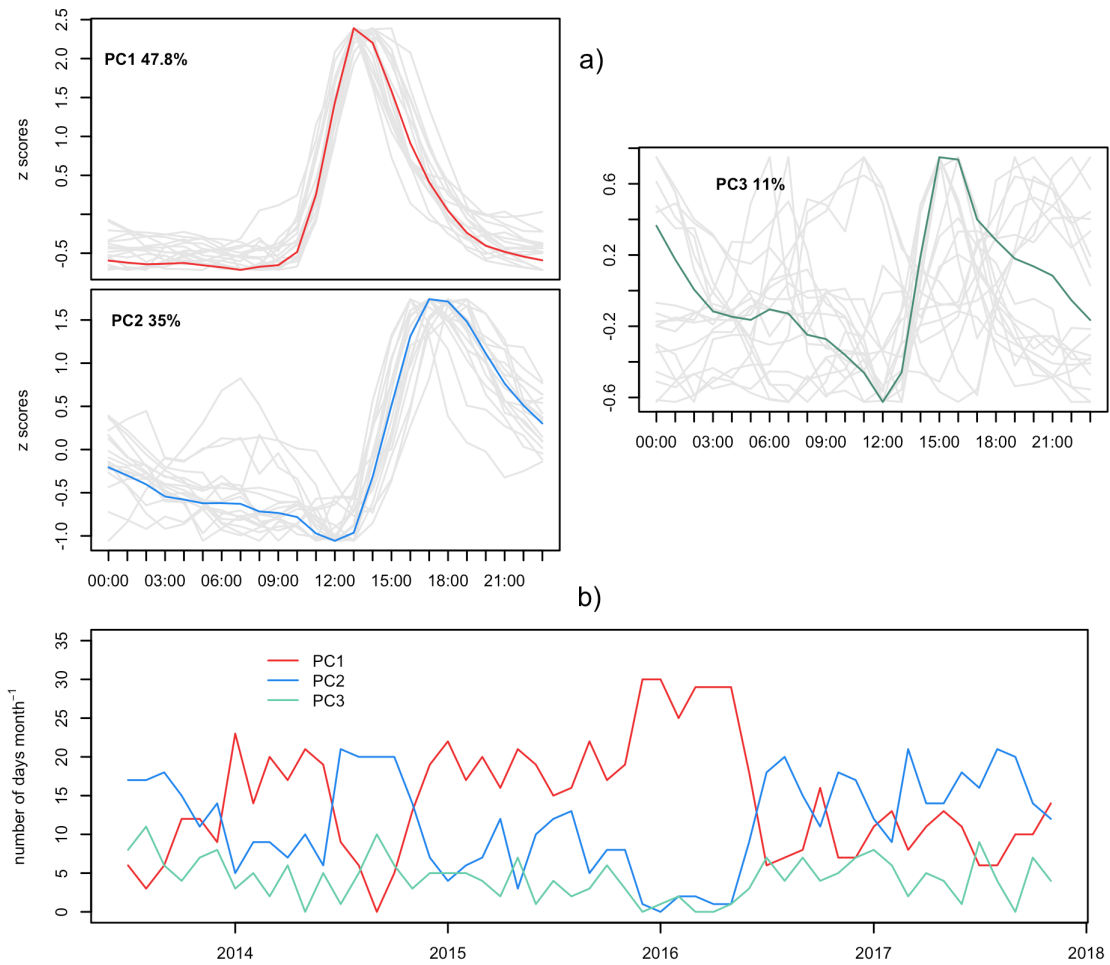 a)
PC1 47.8%
z scores
2.5
2.0
1.5
1.0
0.5
-0.5
PC2 35%
z scores
1.5
1.0
0.5
0.0
-0.5
-1.0
00:00 03:00 06:00 09:00 12:00 15:00 18:00 21:00
PC3 11%
0.6
0.2
-0.2
-0.6
00:00 03:00 06:00 09:00 12:00 15:00 18:00 21:00
b)
number of days month⁻¹
35
30
25
20
15
10
5
0
PC1
PC2
PC3
2014 2015 2016 2017 2018